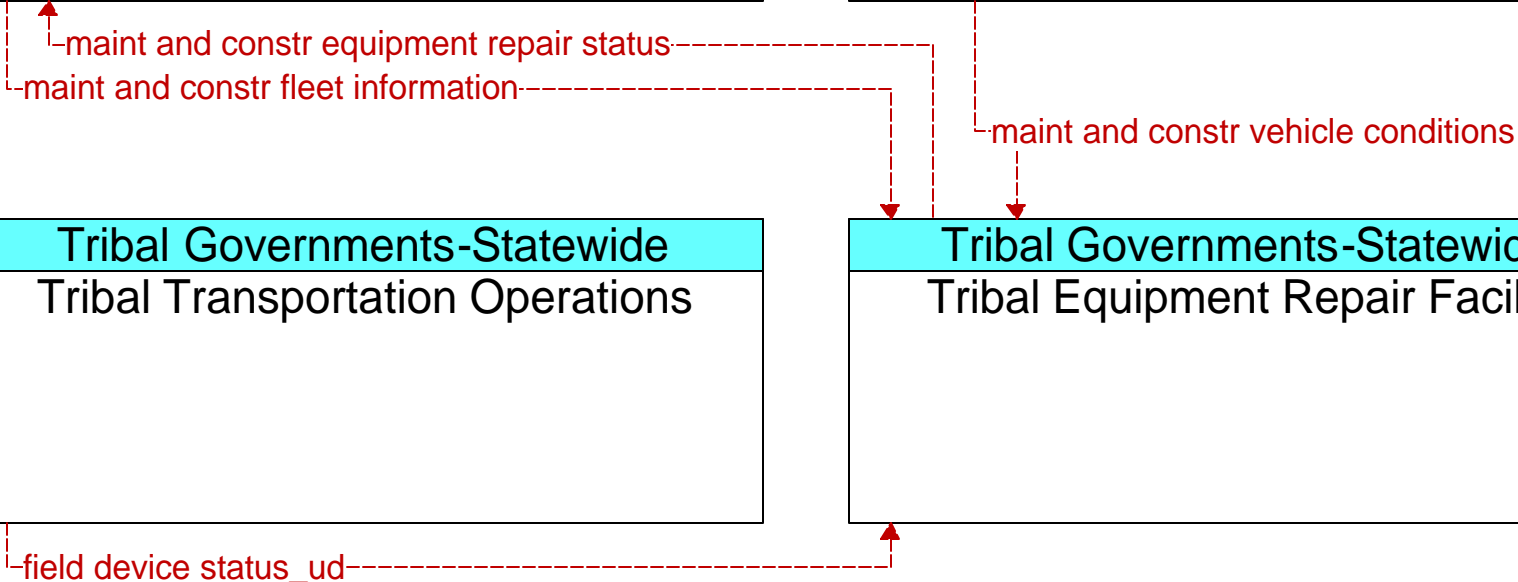 maint and constr equipment repair status
maint and constr fleet information
maint and constr vehicle conditions
Tribal Governments-Statewide
Tribal Transportation Operations
Tribal Governments-Statewid
Tribal Equipment Repair Facil
field device status_ud